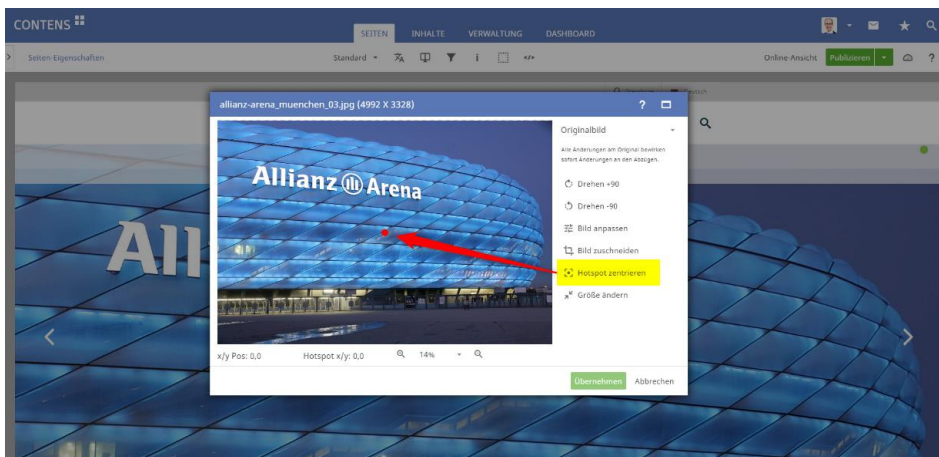 CONTENS
SEITEN INHALTE VERWALTUNG DASHBOARD
Seiten-Eigenschaften Standard i </> Online-Ansicht Publizieren ?
Deutsch
allianz-arena_muenchen_03.jpg (4992 X 3328) ?
Originalbild
Alle Änderungen am Original bewirken
sofort Änderungen an den Abzügen.
Drehen +90
Drehen -90
Bild anpassen
Bild zuschneiden
Hotspot zentrieren
Größe ändern
Allianz Arena
All
x/y Pos: 0,0 Hotspot x/y: 0,0 14%
Übernehmen Abbrechen